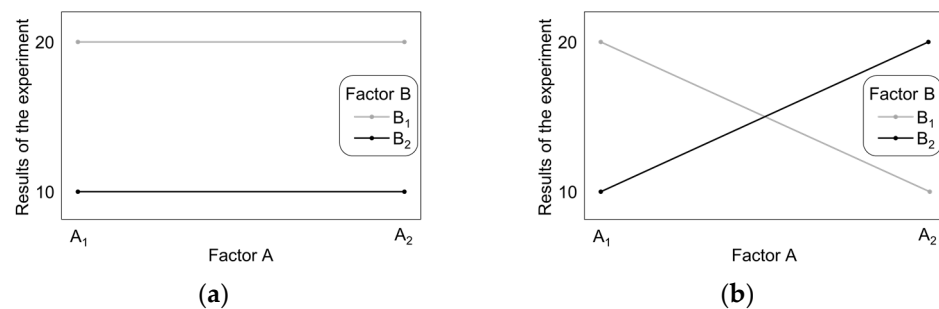 Results of the experiment
20
10
Factor B
B₁
B₂
A₁
A₂
Factor A
(a)
Results of the experiment
20
10
Factor B
B₁
B₂
A₁
A₂
Factor A
(b)